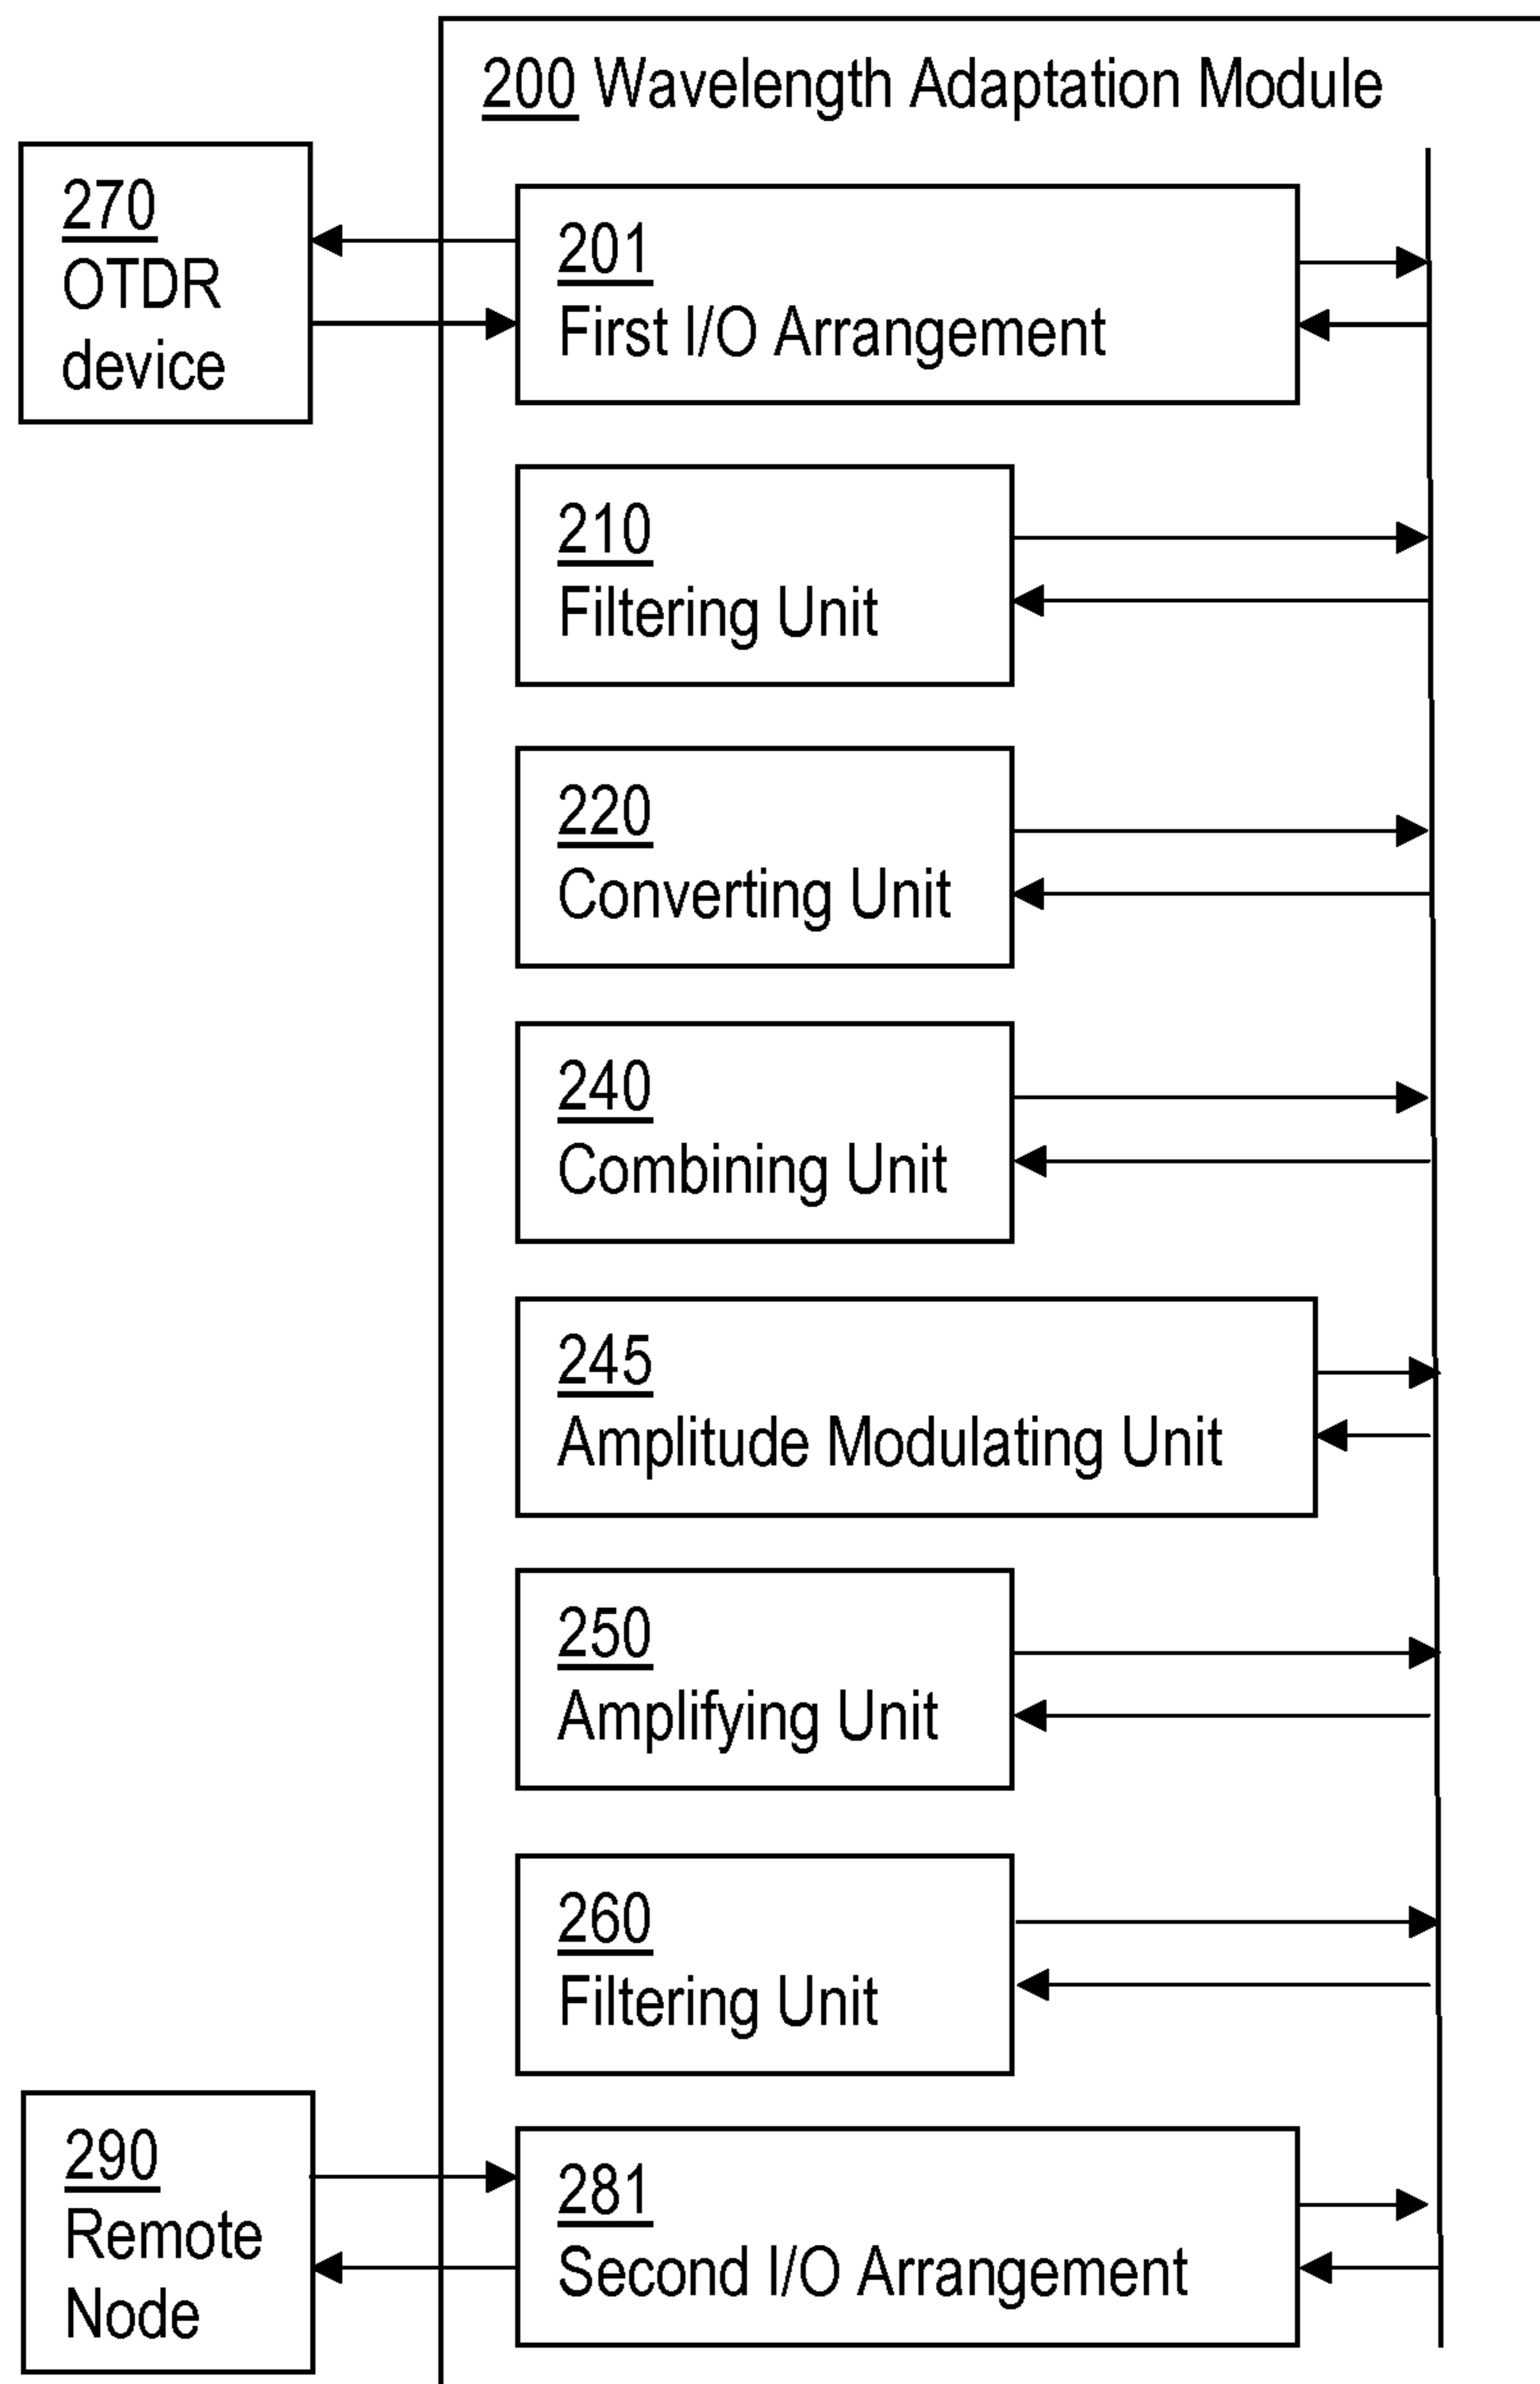 200 Wavelength Adaptation Module
270
OTDR
device
201
First I/O Arrangement
210
Filtering Unit
220
Converting Unit
240
Combining Unit
245
Amplitude Modulating Unit
250
Amplifying Unit
260
Filtering Unit
290
Remote
Node
281
Second I/O Arrangement